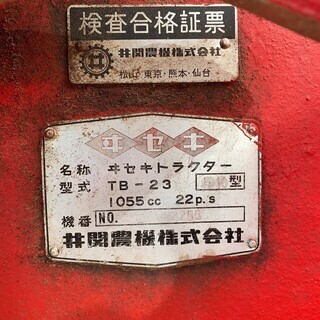 検査合格証票
井関農機株式会社
松山・東京・熊本・仙台
ヰセキ
名称 ヰセキトラクター
型式 TB-23 型
1055cc 22p.s
機番 NO.
井関農機株式会社